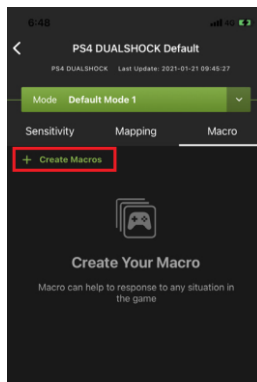 6:48
4G
PS4 DUALSHOCK Default
PS4 DUALSHOCK Last Update: 2021-01-21 09:45:27
Mode Default Mode 1
Sensitivity Mapping Macro
+ Create Macros
Create Your Macro
Macro can help to response to any situation in
the game